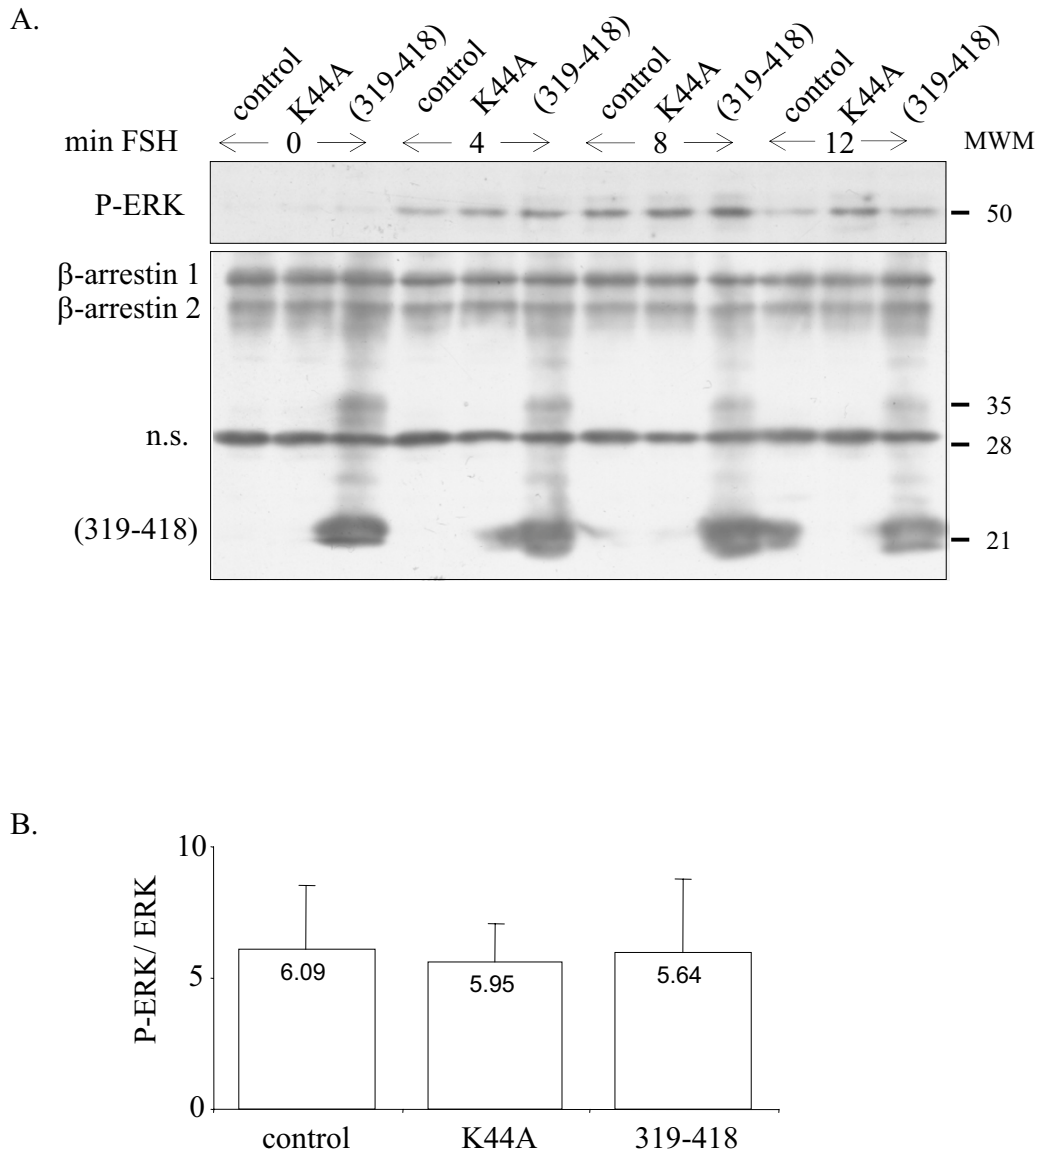 A.
control K44A (319-418) control K44A (319-418) control K44A (319-418) control K44A (319-418)
min FSH 0 4 8 12 MWM
P-ERK 50
β-arrestin 1
β-arrestin 2
35
n.s. 28
(319-418) 21
B.
10
P-ERK/ ERK
6.09 5.95 5.64
5
0
control K44A 319-418